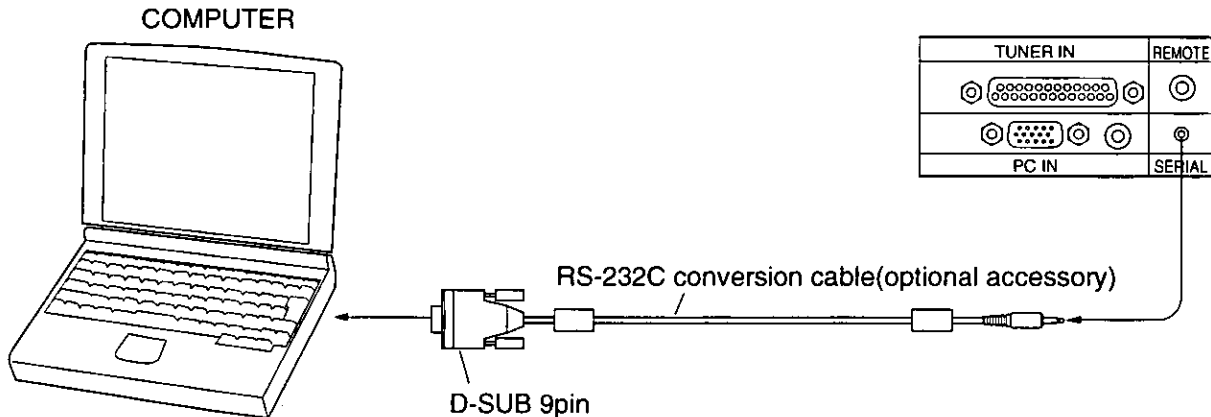 COMPUTER
TUNER IN
REMOTE
PC IN
SERIAL
RS-232C conversion cable(optional accessory)
D-SUB 9pin